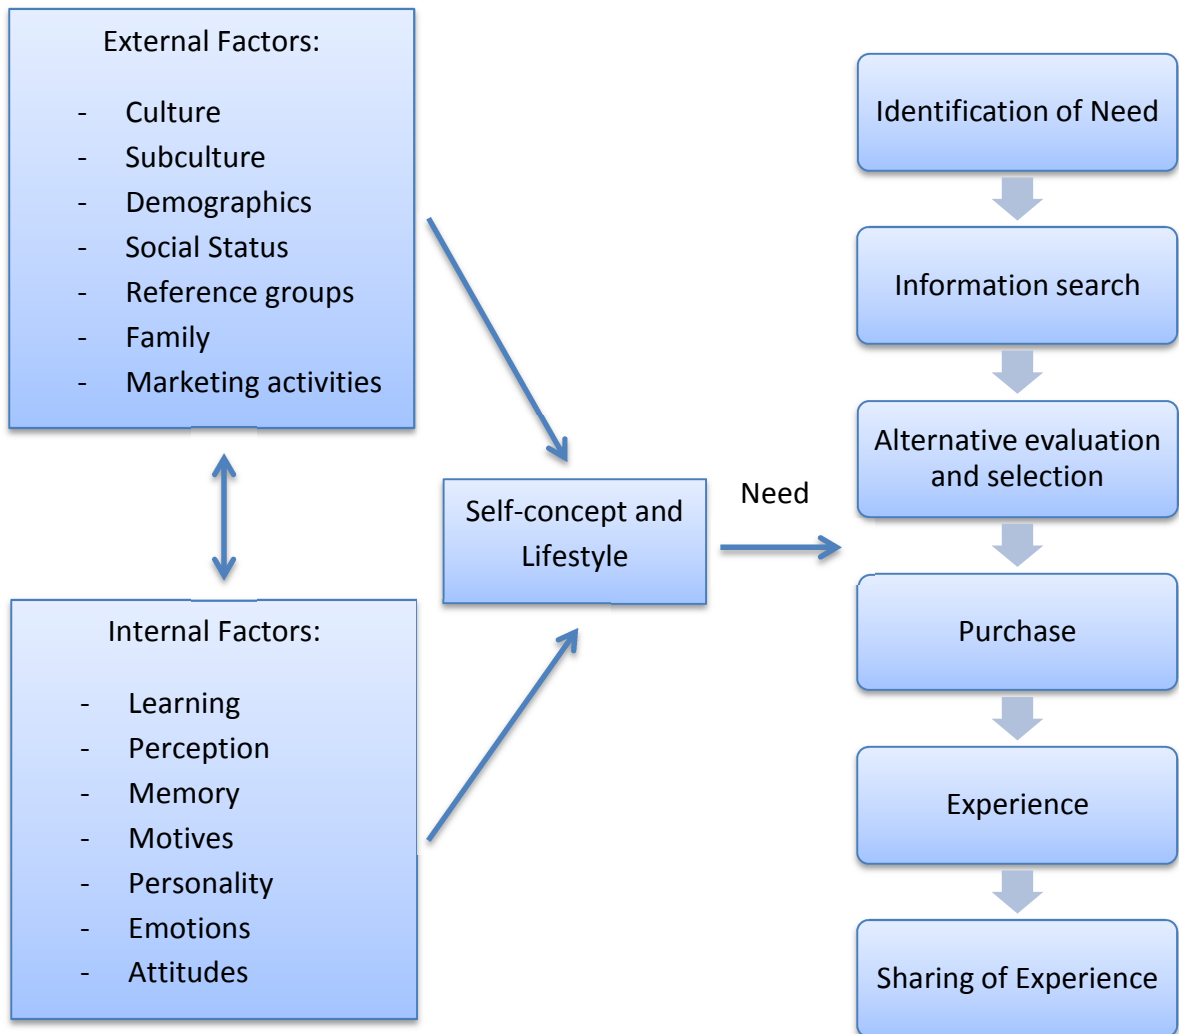 External Factors:
- Culture
- Subculture
- Demographics
- Social Status
- Reference groups
- Family
- Marketing activities
Internal Factors:
- Learning
- Perception
- Memory
- Motives
- Personality
- Emotions
- Attitudes
Self-concept and
Lifestyle
Need
Identification of Need
Information search
Alternative evaluation
and selection
Purchase
Experience
Sharing of Experience